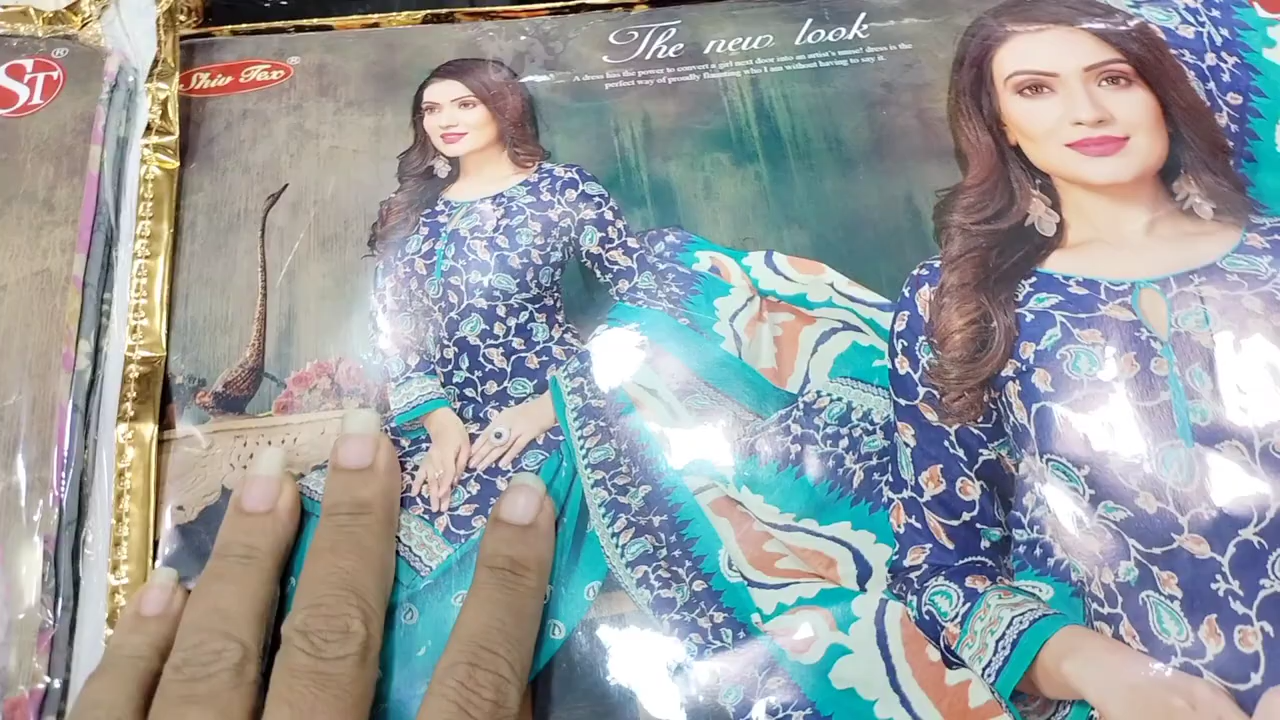 ST®
Shiv Tex®
The new look
A dress has the power to convert a girl next door into an artist's muse! dress is the
perfect way of proudly flaunting who I am without having to say it.